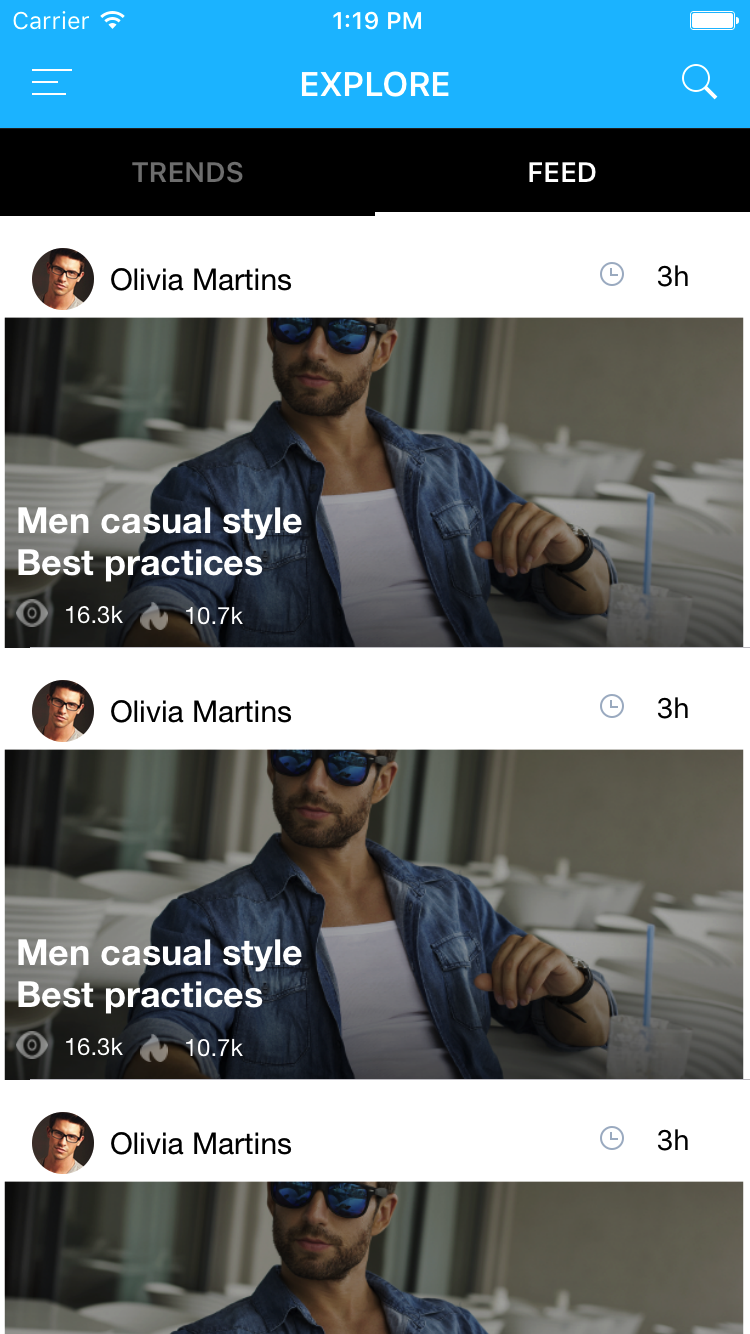 Carrier 1:19 PM
EXPLORE
TRENDS FEED
Olivia Martins 3h
Men casual style
Best practices
16.3k 10.7k
Olivia Martins 3h
Men casual style
Best practices
16.3k 10.7k
Olivia Martins 3h